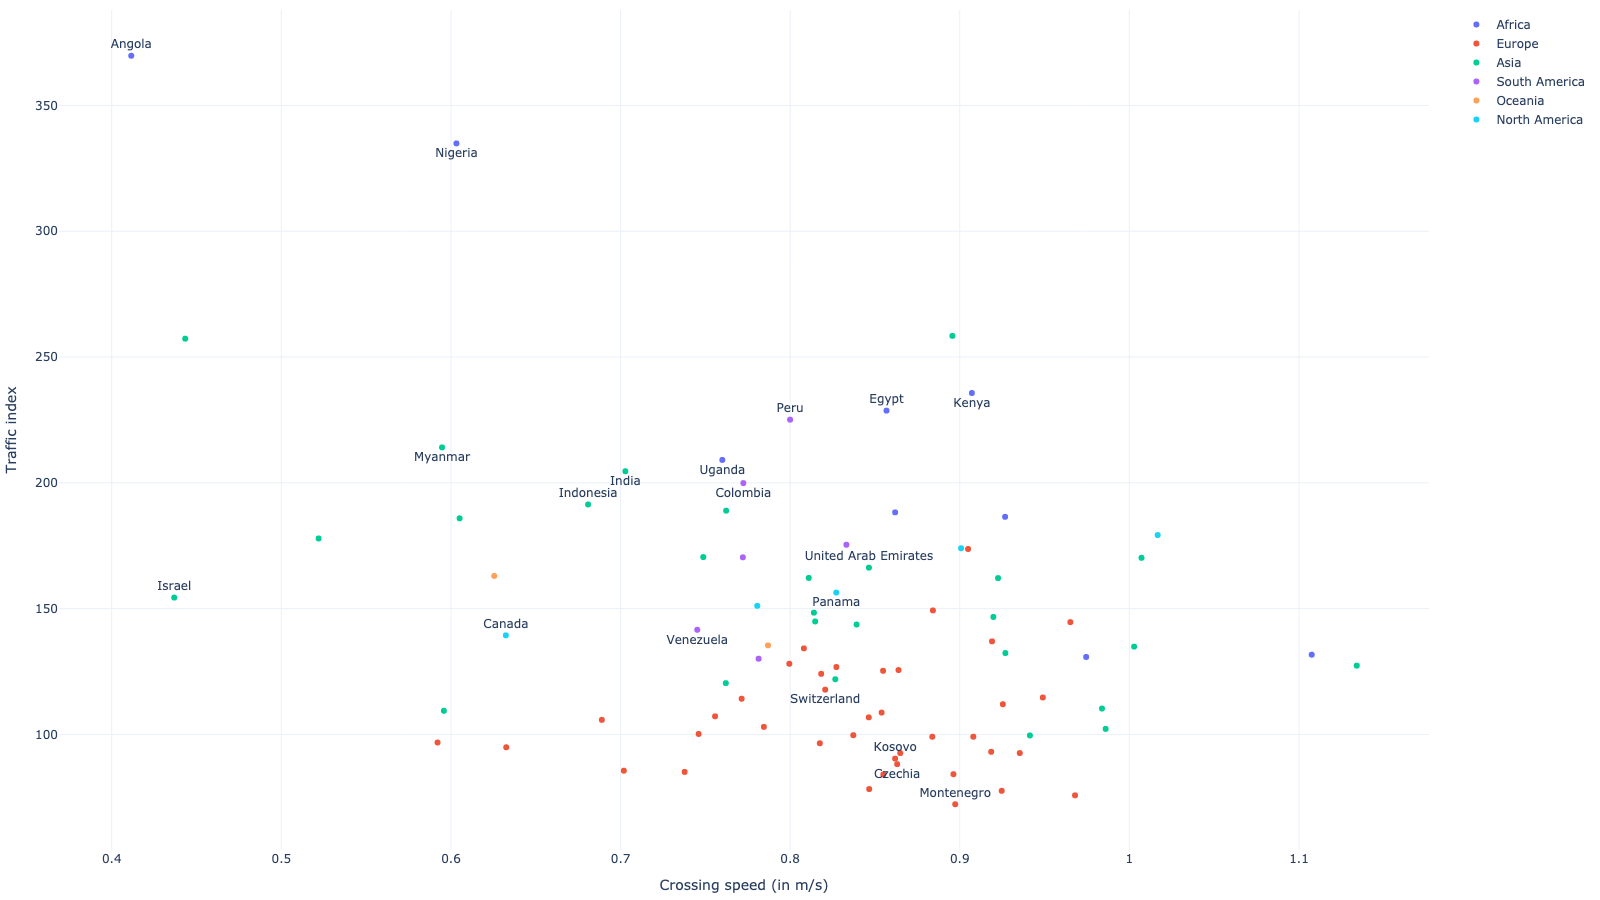 Angola
Nigeria
Egypt
Kenya
Peru
Myanmar
Uganda
India
Colombia
Indonesia
United Arab Emirates
Israel
Panama
Canada
Venezuela
Switzerland
Kosovo
Czechia
Montenegro
350
300
250
200
150
100
Traffic index
0.4
0.5
0.6
0.7
0.8
0.9
1
1.1
Crossing speed (in m/s)
Africa
Europe
Asia
South America
Oceania
North America